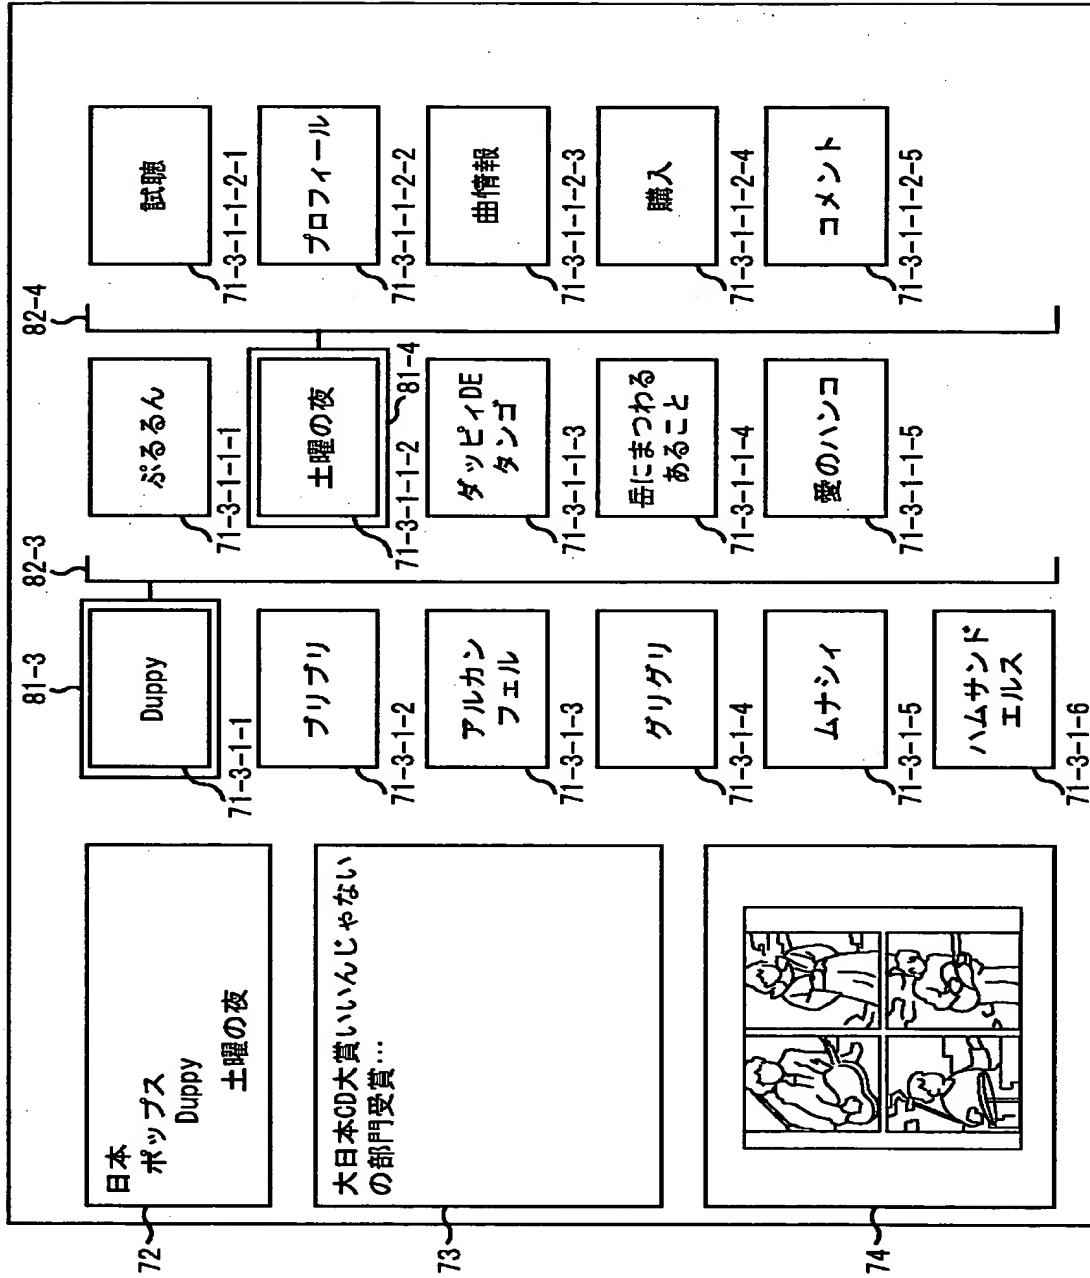 72
日本
ポップス
Duppy
土曜の夜
73
大日本CD大賞いいんじゃない
の部門受賞…
74
81-3
Duppy
71-3-1-1
プリプリ
71-3-1-2
アルカン
フェル
71-3-1-3
グリグリ
71-3-1-4
ムナシィ
71-3-1-5
ハムサンド
エルス
71-3-1-6
82-3
ぷるるん
71-3-1-1-1
土曜の夜
71-3-1-1-2
81-4
ダッピィDE
タンゴ
71-3-1-1-3
岳にまつわる
あること
71-3-1-1-4
愛のハンコ
71-3-1-1-5
82-4
試聴
71-3-1-1-2-1
プロフィール
71-3-1-1-2-2
曲情報
71-3-1-1-2-3
購入
71-3-1-1-2-4
コメント
71-3-1-1-2-5